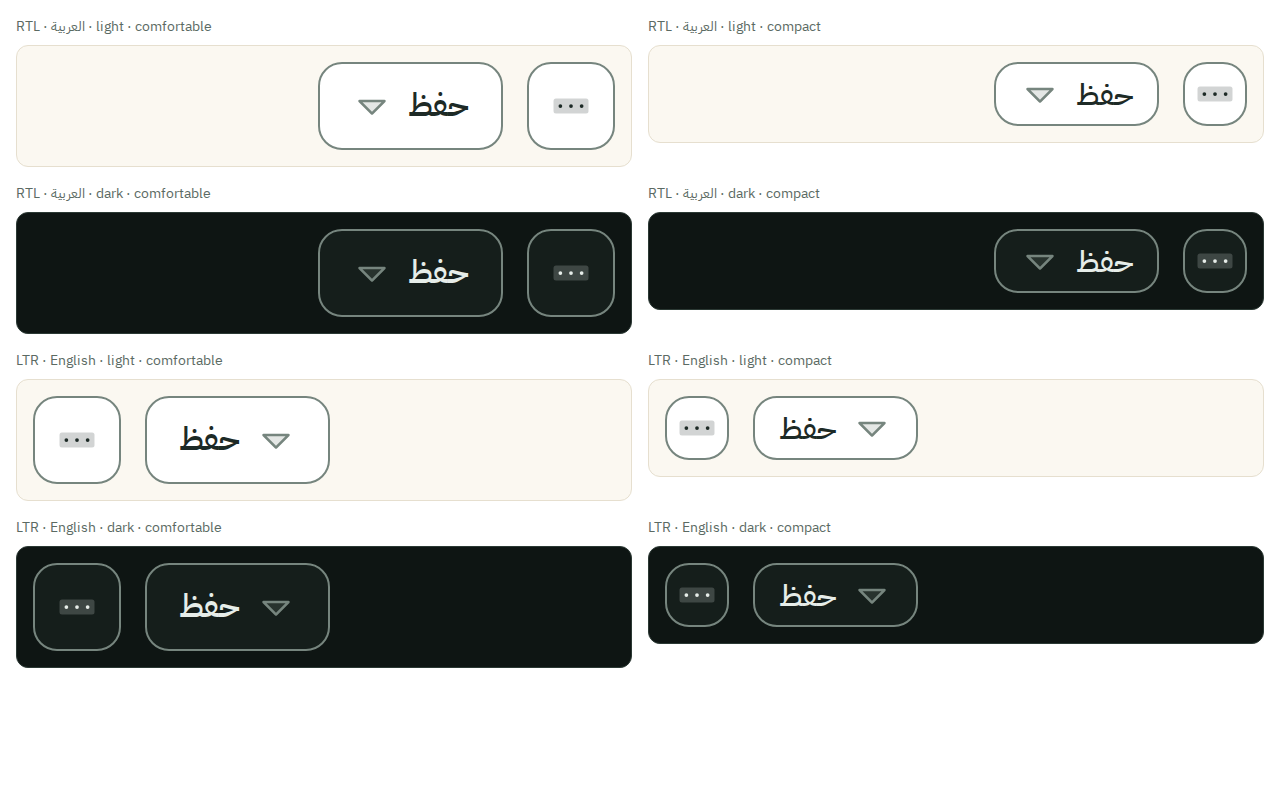 RTL · العربية · light · comfortable
حفظ
RTL · العربية · light · compact
حفظ
RTL · العربية · dark · comfortable
حفظ
RTL · العربية · dark · compact
حفظ
LTR · English · light · comfortable
حفظ
LTR · English · light · compact
حفظ
LTR · English · dark · comfortable
حفظ
LTR · English · dark · compact
حفظ